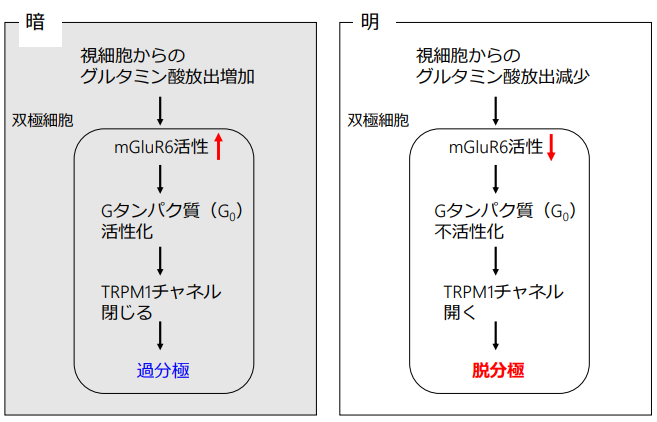 暗
視細胞からの
グルタミン酸放出増加
双極細胞
mGluR6活性
Gタンパク質（G0）
活性化
TRPM1チャネル
閉じる
過分極
明
視細胞からの
グルタミン酸放出減少
双極細胞
mGluR6活性
Gタンパク質（G0）
不活性化
TRPM1チャネル
開く
脱分極